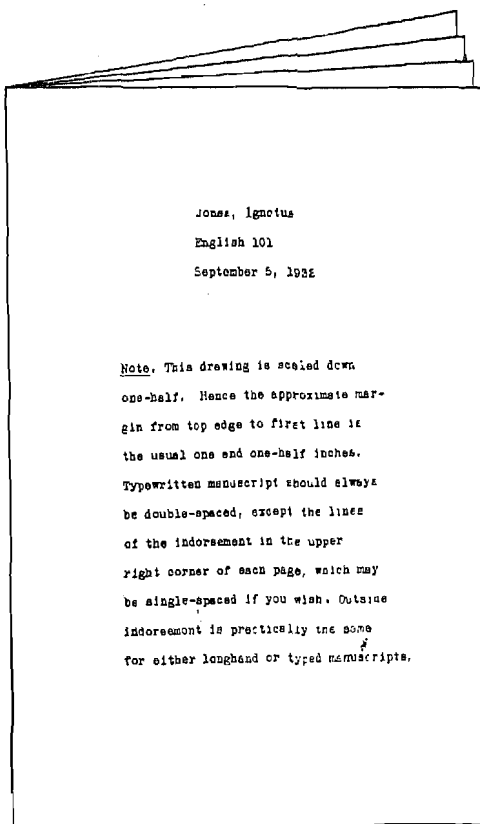 Jones, Ignotus
English 101
September 5, 1932
Note. This drawing is scaled down
one-half. Hence the approximate mar-
gin from top edge to first line is
the usual one and one-half inches.
Typewritten manuscript should always
be double-spaced, except the lines
of the indorsement in the upper
right corner of each page, which may
be single-spaced if you wish. Outside
indorsement is practically the same
for either longhand or typed manuscripts.